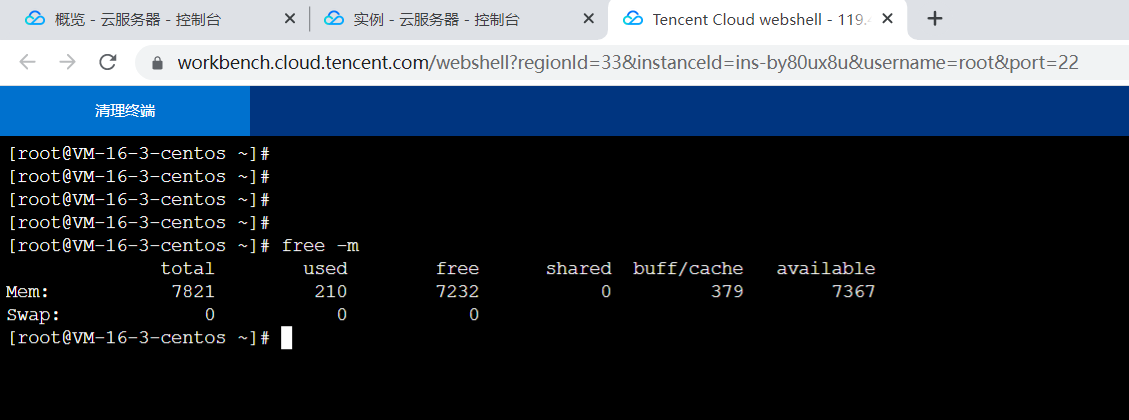 概览 - 云服务器 - 控制台
实例 - 云服务器 - 控制台
Tencent Cloud webshell - 119.4
workbench.cloud.tencent.com/webshell?regionId=33&instanceId=ins-by80ux8u&username=root&port=22
清理终端
[root@VM-16-3-centos ~]#
[root@VM-16-3-centos ~]#
[root@VM-16-3-centos ~]#
[root@VM-16-3-centos ~]#
[root@VM-16-3-centos ~]# free -m
total used free shared buff/cache available
Mem: 7821 210 7232 0 379 7367
Swap: 0 0 0
[root@VM-16-3-centos ~]#